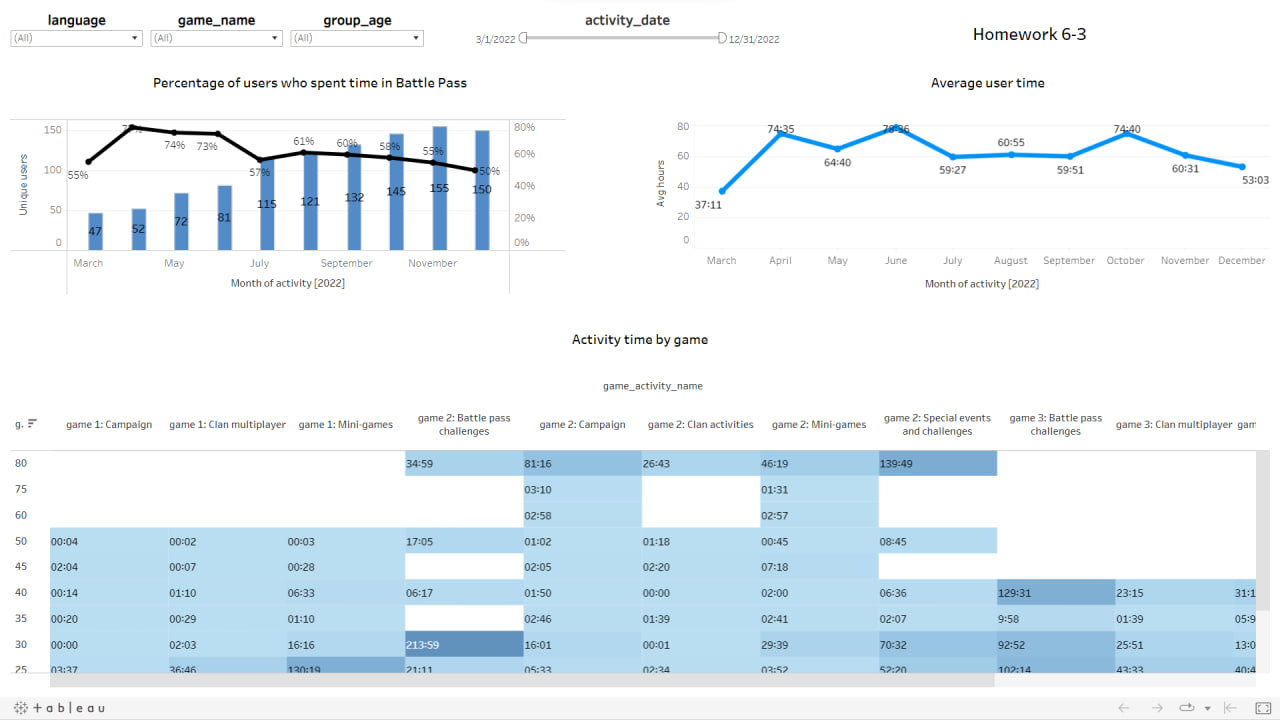 language
game_name
group_age
activity_date
(All)
(All)
(All)
3/1/2022
12/31/2022
Homework 6-3
Percentage of users who spent time in Battle Pass
Average user time
Unique users
150
100
50
0
80%
60%
40%
20%
0%
55%
74%
73%
57%
61%
60%
58%
55%
50%
47
52
72
81
115
121
132
145
155
150
March
May
July
September
November
Month of activity [2022]
Avg hours
80
60
40
20
0
37:11
74:35
64:40
78:36
59:27
60:55
59:51
74:40
60:31
53:03
March
April
May
June
July
August
September
October
November
December
Month of activity [2022]
Activity time by game
game_activity_name
g.
game 1: Campaign
game 1: Clan multiplayer
game 1: Mini-games
game 2: Battle pass
challenges
game 2: Campaign
game 2: Clan activities
game 2: Mini-games
game 2: Special events
and challenges
game 3: Battle pass
challenges
game 3: Clan multiplayer
gam
80 34:59 81:16 26:43 46:19 139:49
75 03:10 01:31
60 02:58 02:57
50 00:04 00:02 00:03 17:05 01:02 01:18 00:45 08:45
45 02:04 00:07 00:28 02:05 02:20 07:18
40 00:14 01:10 06:33 06:17 01:50 00:00 02:00 06:36 129:31 23:15 31:1
35 00:20 00:29 01:10 02:46 01:39 02:41 02:07 9:58 01:39 05:9
30 00:00 02:03 16:16 213:59 16:01 00:01 29:39 70:32 92:52 25:51 13:0
25 03:37 36:46 130:19 21:11 05:33 02:34 03:52 52:20 102:14 43:33 40:4
+ a b l e a u